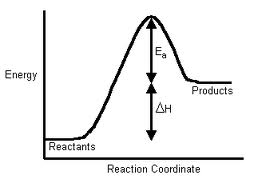 Energy
Ea
Products
ΔH
Reactants
Reaction Coordinate